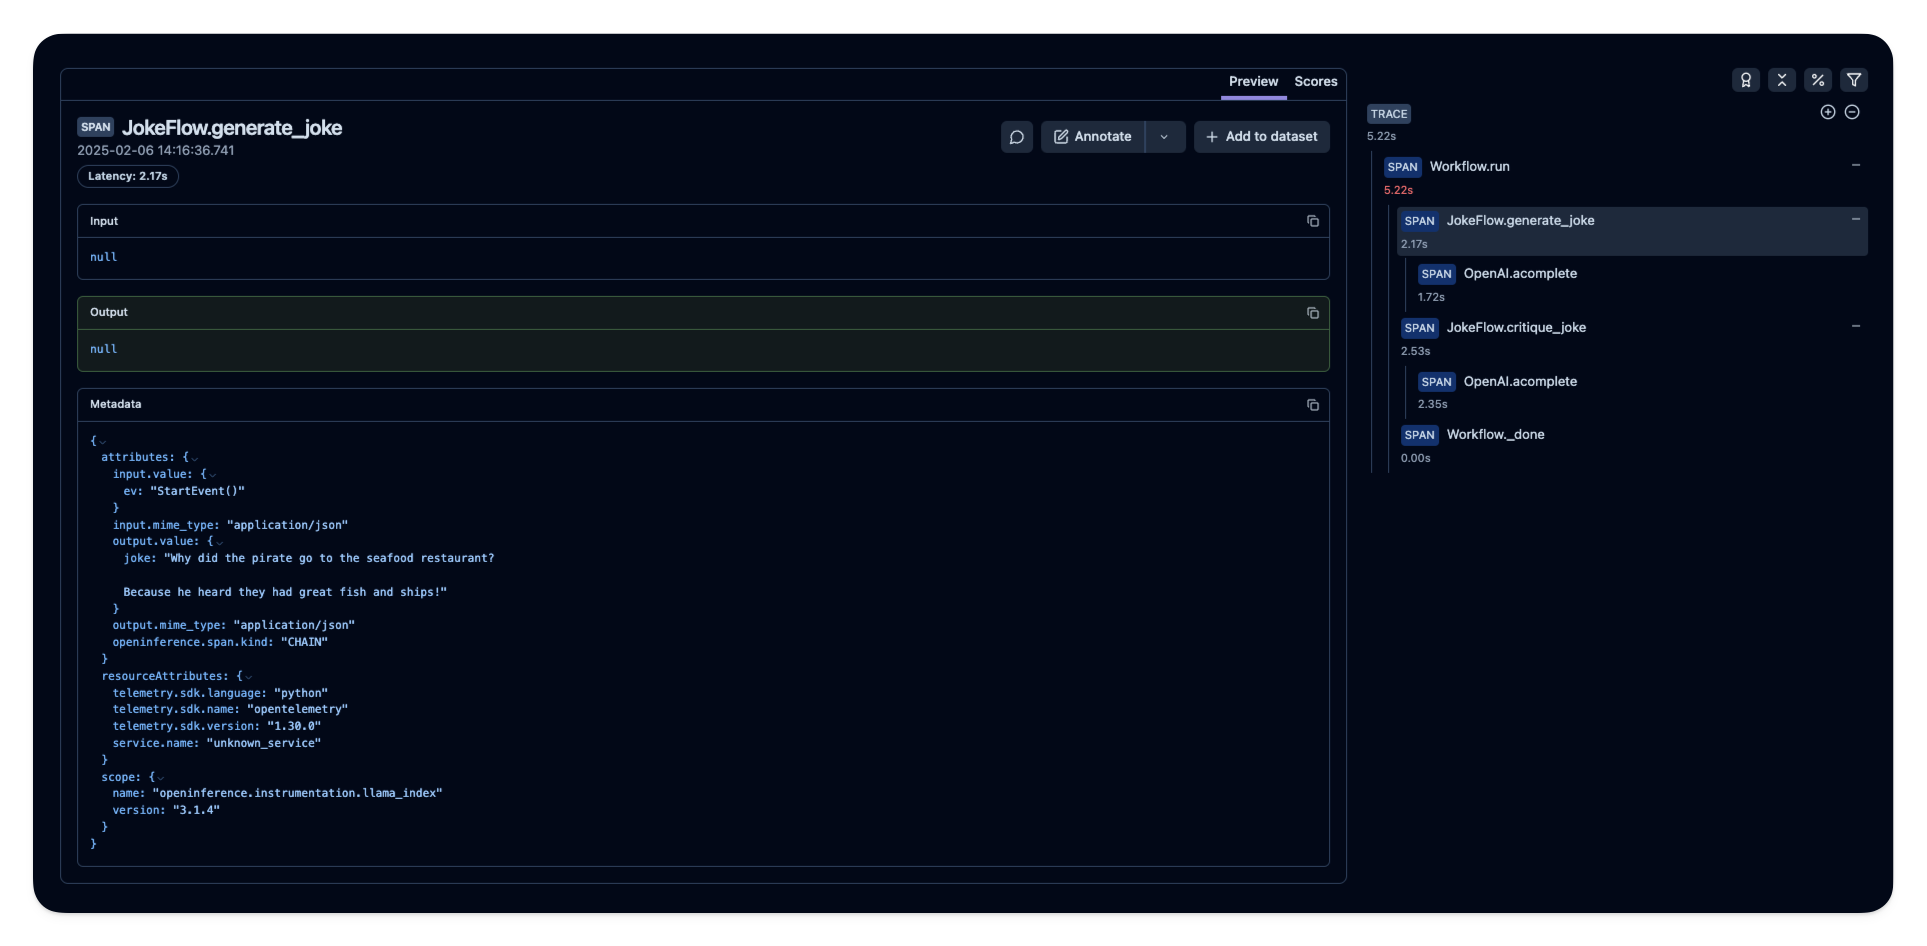 Preview Scores
SPAN JokeFlow.generate_joke
2025-02-06 14:16:36.741
Latency: 2.17s
Annotate
+ Add to dataset
Input
null
Output
null
Metadata
{
attributes: {
input.value: {
ev: "StartEvent()"
}
input.mime_type: "application/json"
output.value: {
joke: "Why did the pirate go to the seafood restaurant?
Because he heard they had great fish and ships!"
}
output.mime_type: "application/json"
openinference.span.kind: "CHAIN"
}
resourceAttributes: {
telemetry.sdk.language: "python"
telemetry.sdk.name: "opentelemetry"
telemetry.sdk.version: "1.30.0"
service.name: "unknown_service"
}
scope: {
name: "openinference.instrumentation.llama_index"
version: "3.1.4"
}
}
TRACE
5.22s
SPAN Workflow.run
5.22s
SPAN JokeFlow.generate_joke
2.17s
SPAN OpenAI.acomplete
1.72s
SPAN JokeFlow.critique_joke
2.53s
SPAN OpenAI.acomplete
2.35s
SPAN Workflow._done
0.00s